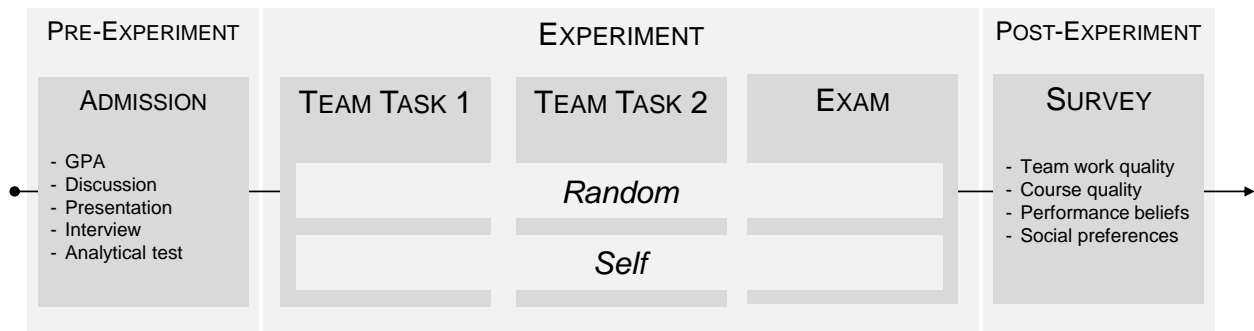 PRE-EXPERIMENT
ADMISSION
- GPA
- Discussion
- Presentation
- Interview
- Analytical test
EXPERIMENT
TEAM TASK 1
TEAM TASK 2
EXAM
Random
Self
POST-EXPERIMENT
SURVEY
- Team work quality
- Course quality
- Performance beliefs
- Social preferences